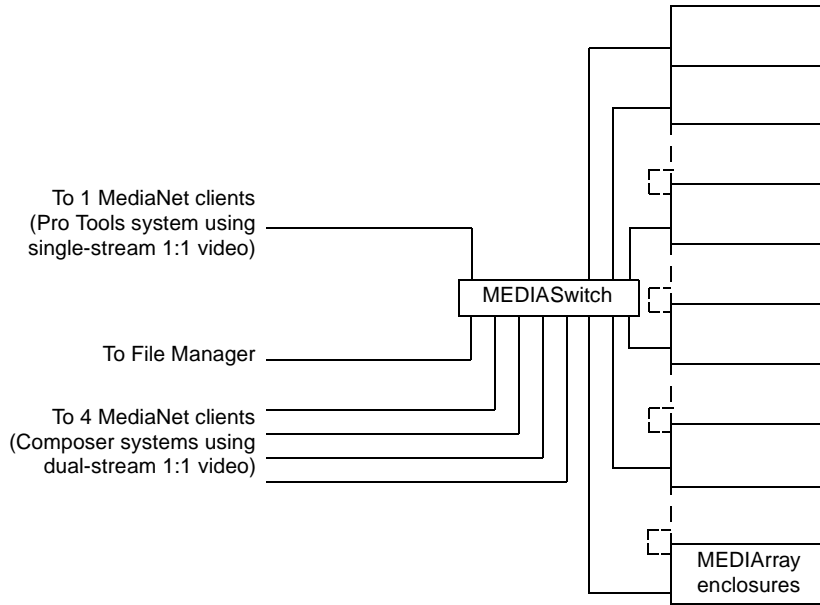 To 1 MediaNet clients
(Pro Tools system using
single-stream 1:1 video)
MEDIASwitch
To File Manager
To 4 MediaNet clients
(Composer systems using
dual-stream 1:1 video)
MEDIArray
enclosures